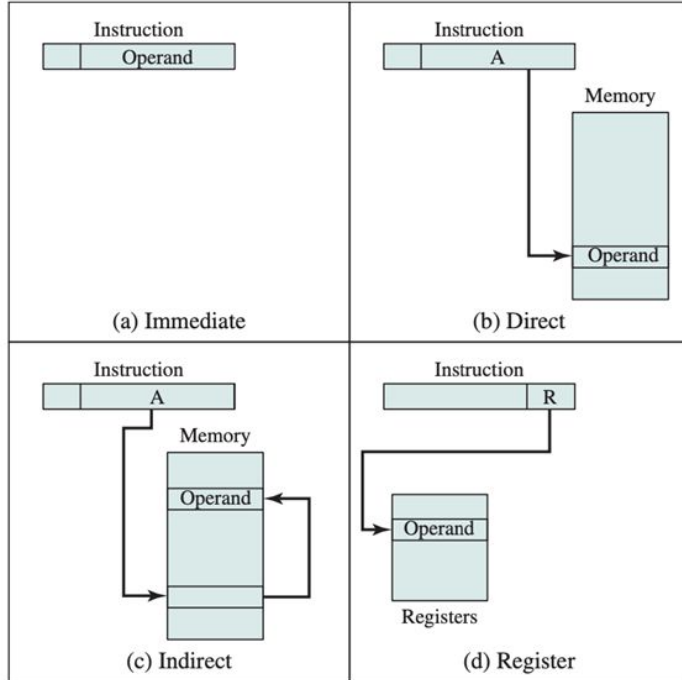 Instruction
Operand
(a) Immediate
Instruction
A
Memory
Operand
(b) Direct
Instruction
A
Memory
Operand
(c) Indirect
Instruction
R
Operand
Registers
(d) Register